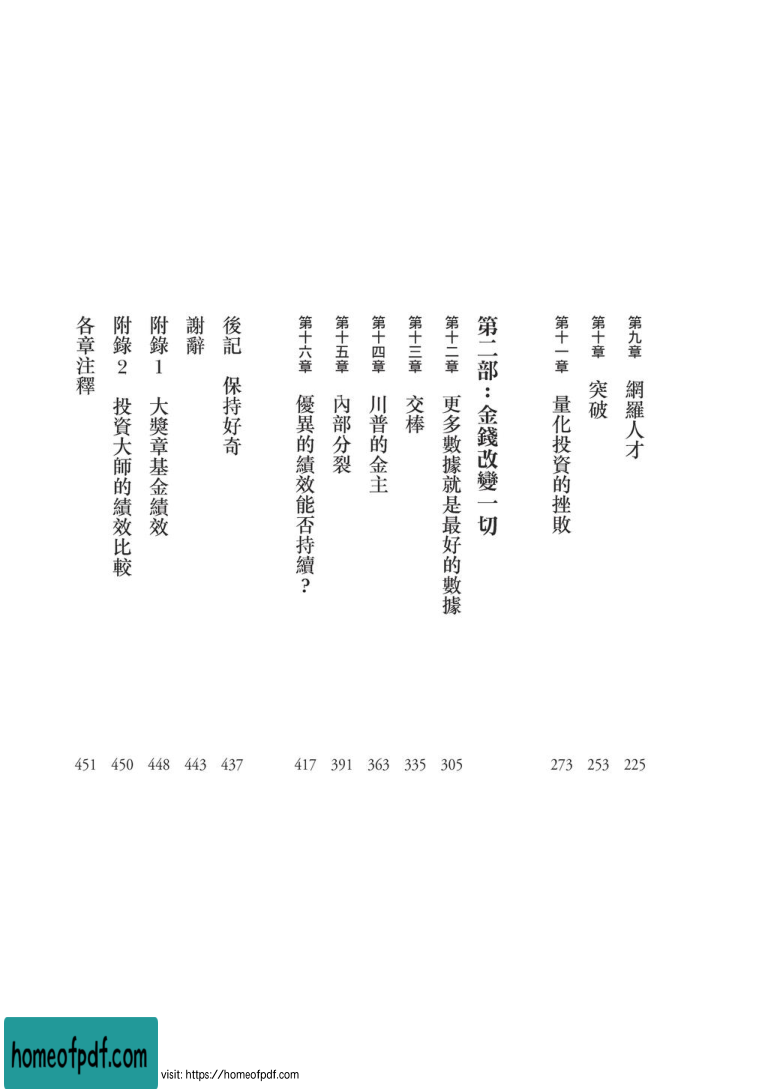 第九章 網羅人才 225
第十章 突破 253
第十一章 量化投資的挫敗 273
第二部：金錢改變一切
第十二章 更多數據就是最好的數據 305
第十三章 交棒 335
第十四章 川普的金主 363
第十五章 內部分裂 391
第十六章 優異的績效能否持續？ 417
後記 保持好奇 437
謝辭 443
附錄1 大獎章基金績效 448
附錄2 投資大師的績效比較 450
各章注釋 451
homeofpdf.com
visit: https://homeofpdf.com